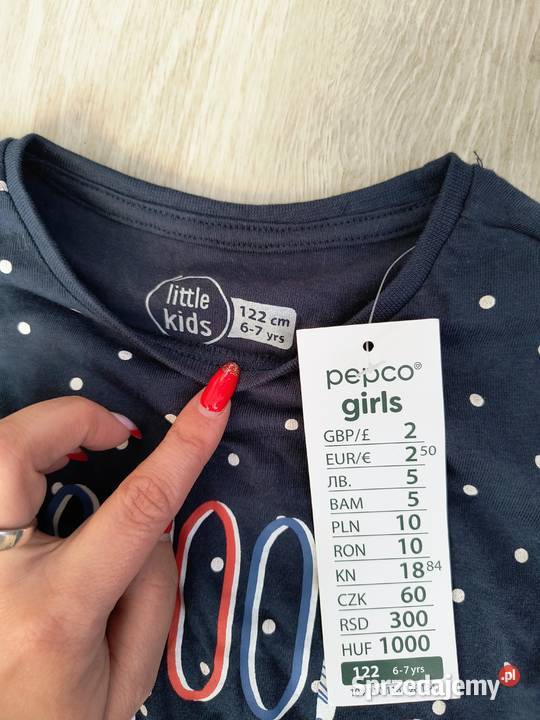 little
kids
122 cm
6-7 yrs
pepco®
girls
GBP/£ 2
EUR/€ 2 50
ЛВ. 5
BAM 5
PLN 10
RON 10
KN 18 84
CZK 60
RSD 300
HUF 1000
122 6-7 yrs
Sprzedajemy.pl